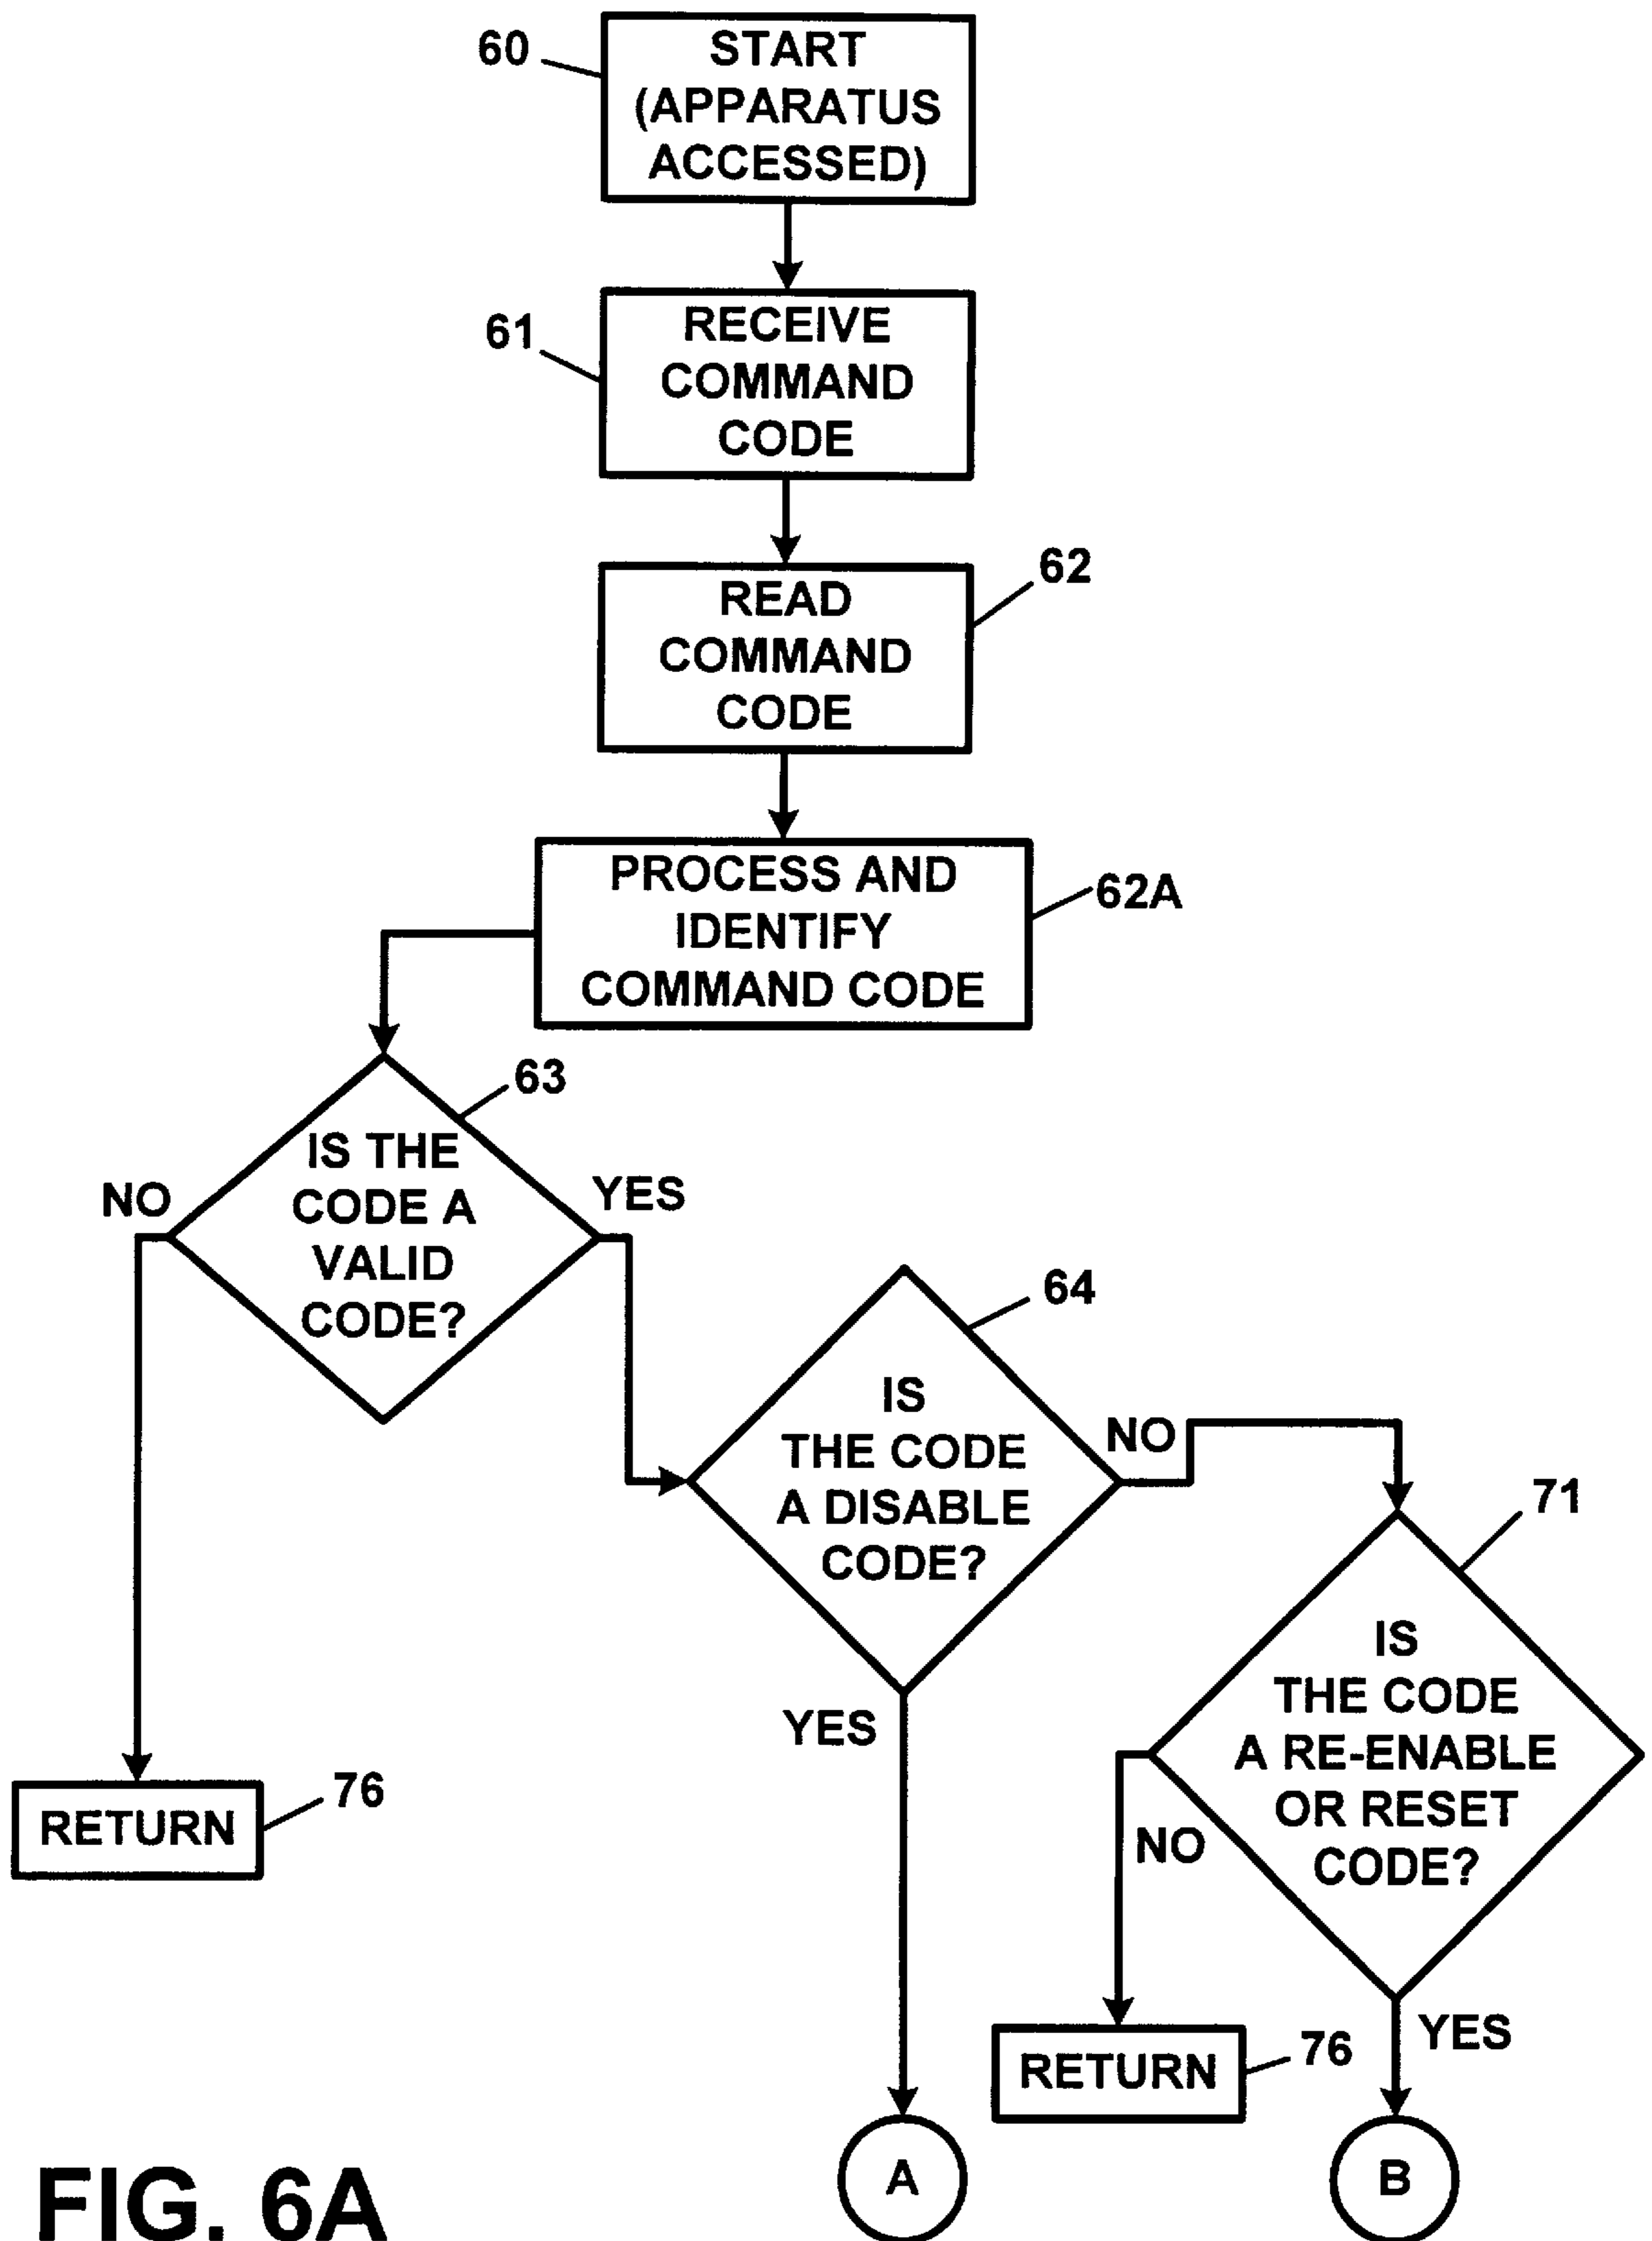 60
START
(APPARATUS
ACCESSED)
61
RECEIVE
COMMAND
CODE
62
READ
COMMAND
CODE
62A
PROCESS AND
IDENTIFY
COMMAND CODE
63
IS THE
CODE A
VALID
CODE?
NO
YES
64
IS
THE CODE
A DISABLE
CODE?
NO
YES
71
IS
THE CODE
A RE-ENABLE
OR RESET
CODE?
NO
YES
RETURN
76
RETURN
76
A
B
FIG. 6A